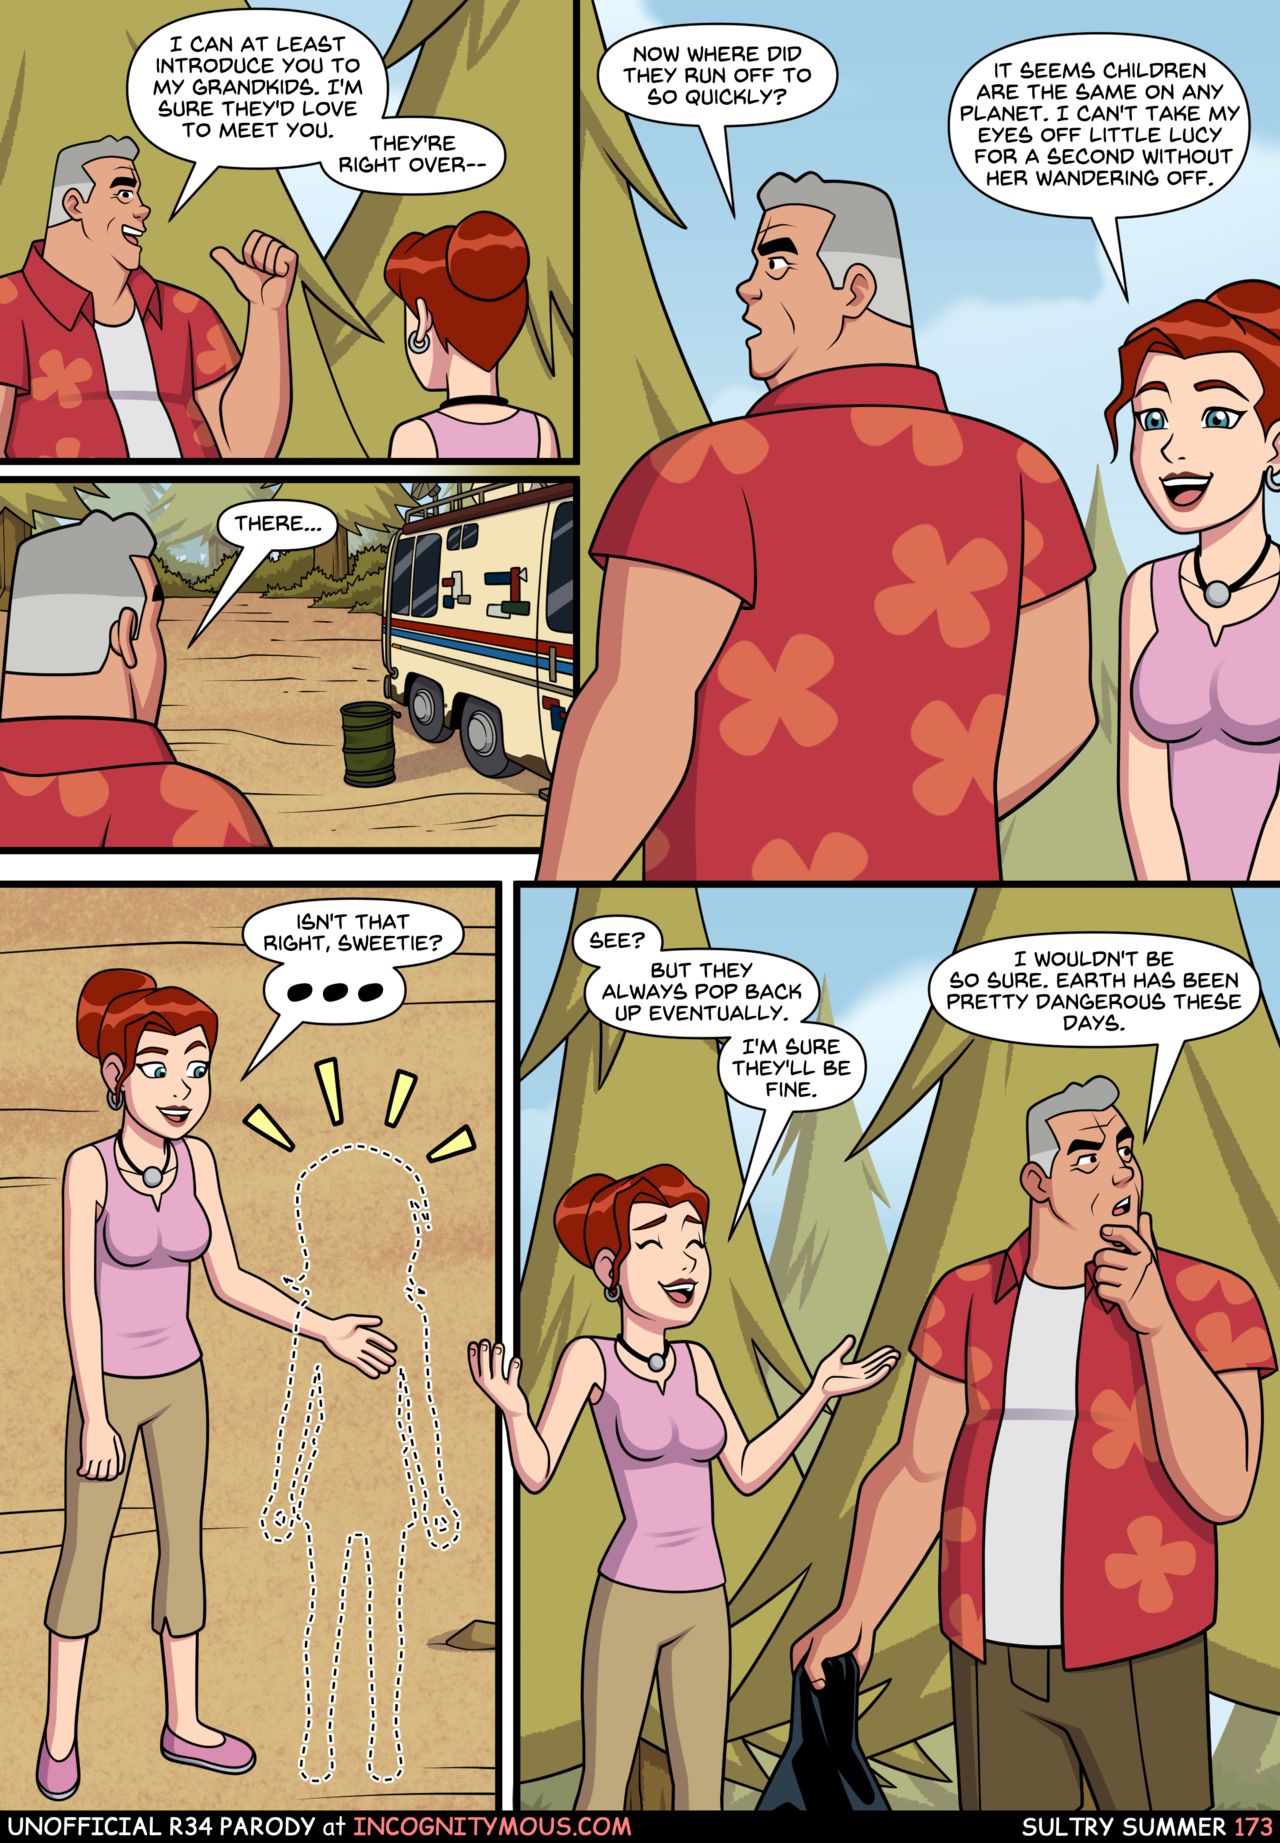 I CAN AT LEAST
INTRODUCE YOU TO
MY GRANDKIDS. I'M
SURE THEY'D LOVE
TO MEET YOU.
THEY'RE
RIGHT OVER--
THERE...
NOW WHERE DID
THEY RUN OFF TO
SO QUICKLY?
IT SEEMS CHILDREN
ARE THE SAME ON ANY
PLANET. I CAN'T TAKE MY
EYES OFF LITTLE LUCY
FOR A SECOND WITHOUT
HER WANDERING OFF.
ISN'T THAT
RIGHT, SWEETIE?
...
SEE?
BUT THEY
ALWAYS POP BACK
UP EVENTUALLY.
I'M SURE
THEY'LL BE
FINE.
I WOULDN'T BE
SO SURE. EARTH HAS BEEN
PRETTY DANGEROUS THESE
DAYS.
UNOFFICIAL R34 PARODY at INCOGNITYMOUS.COM
SULTRY SUMMER 173